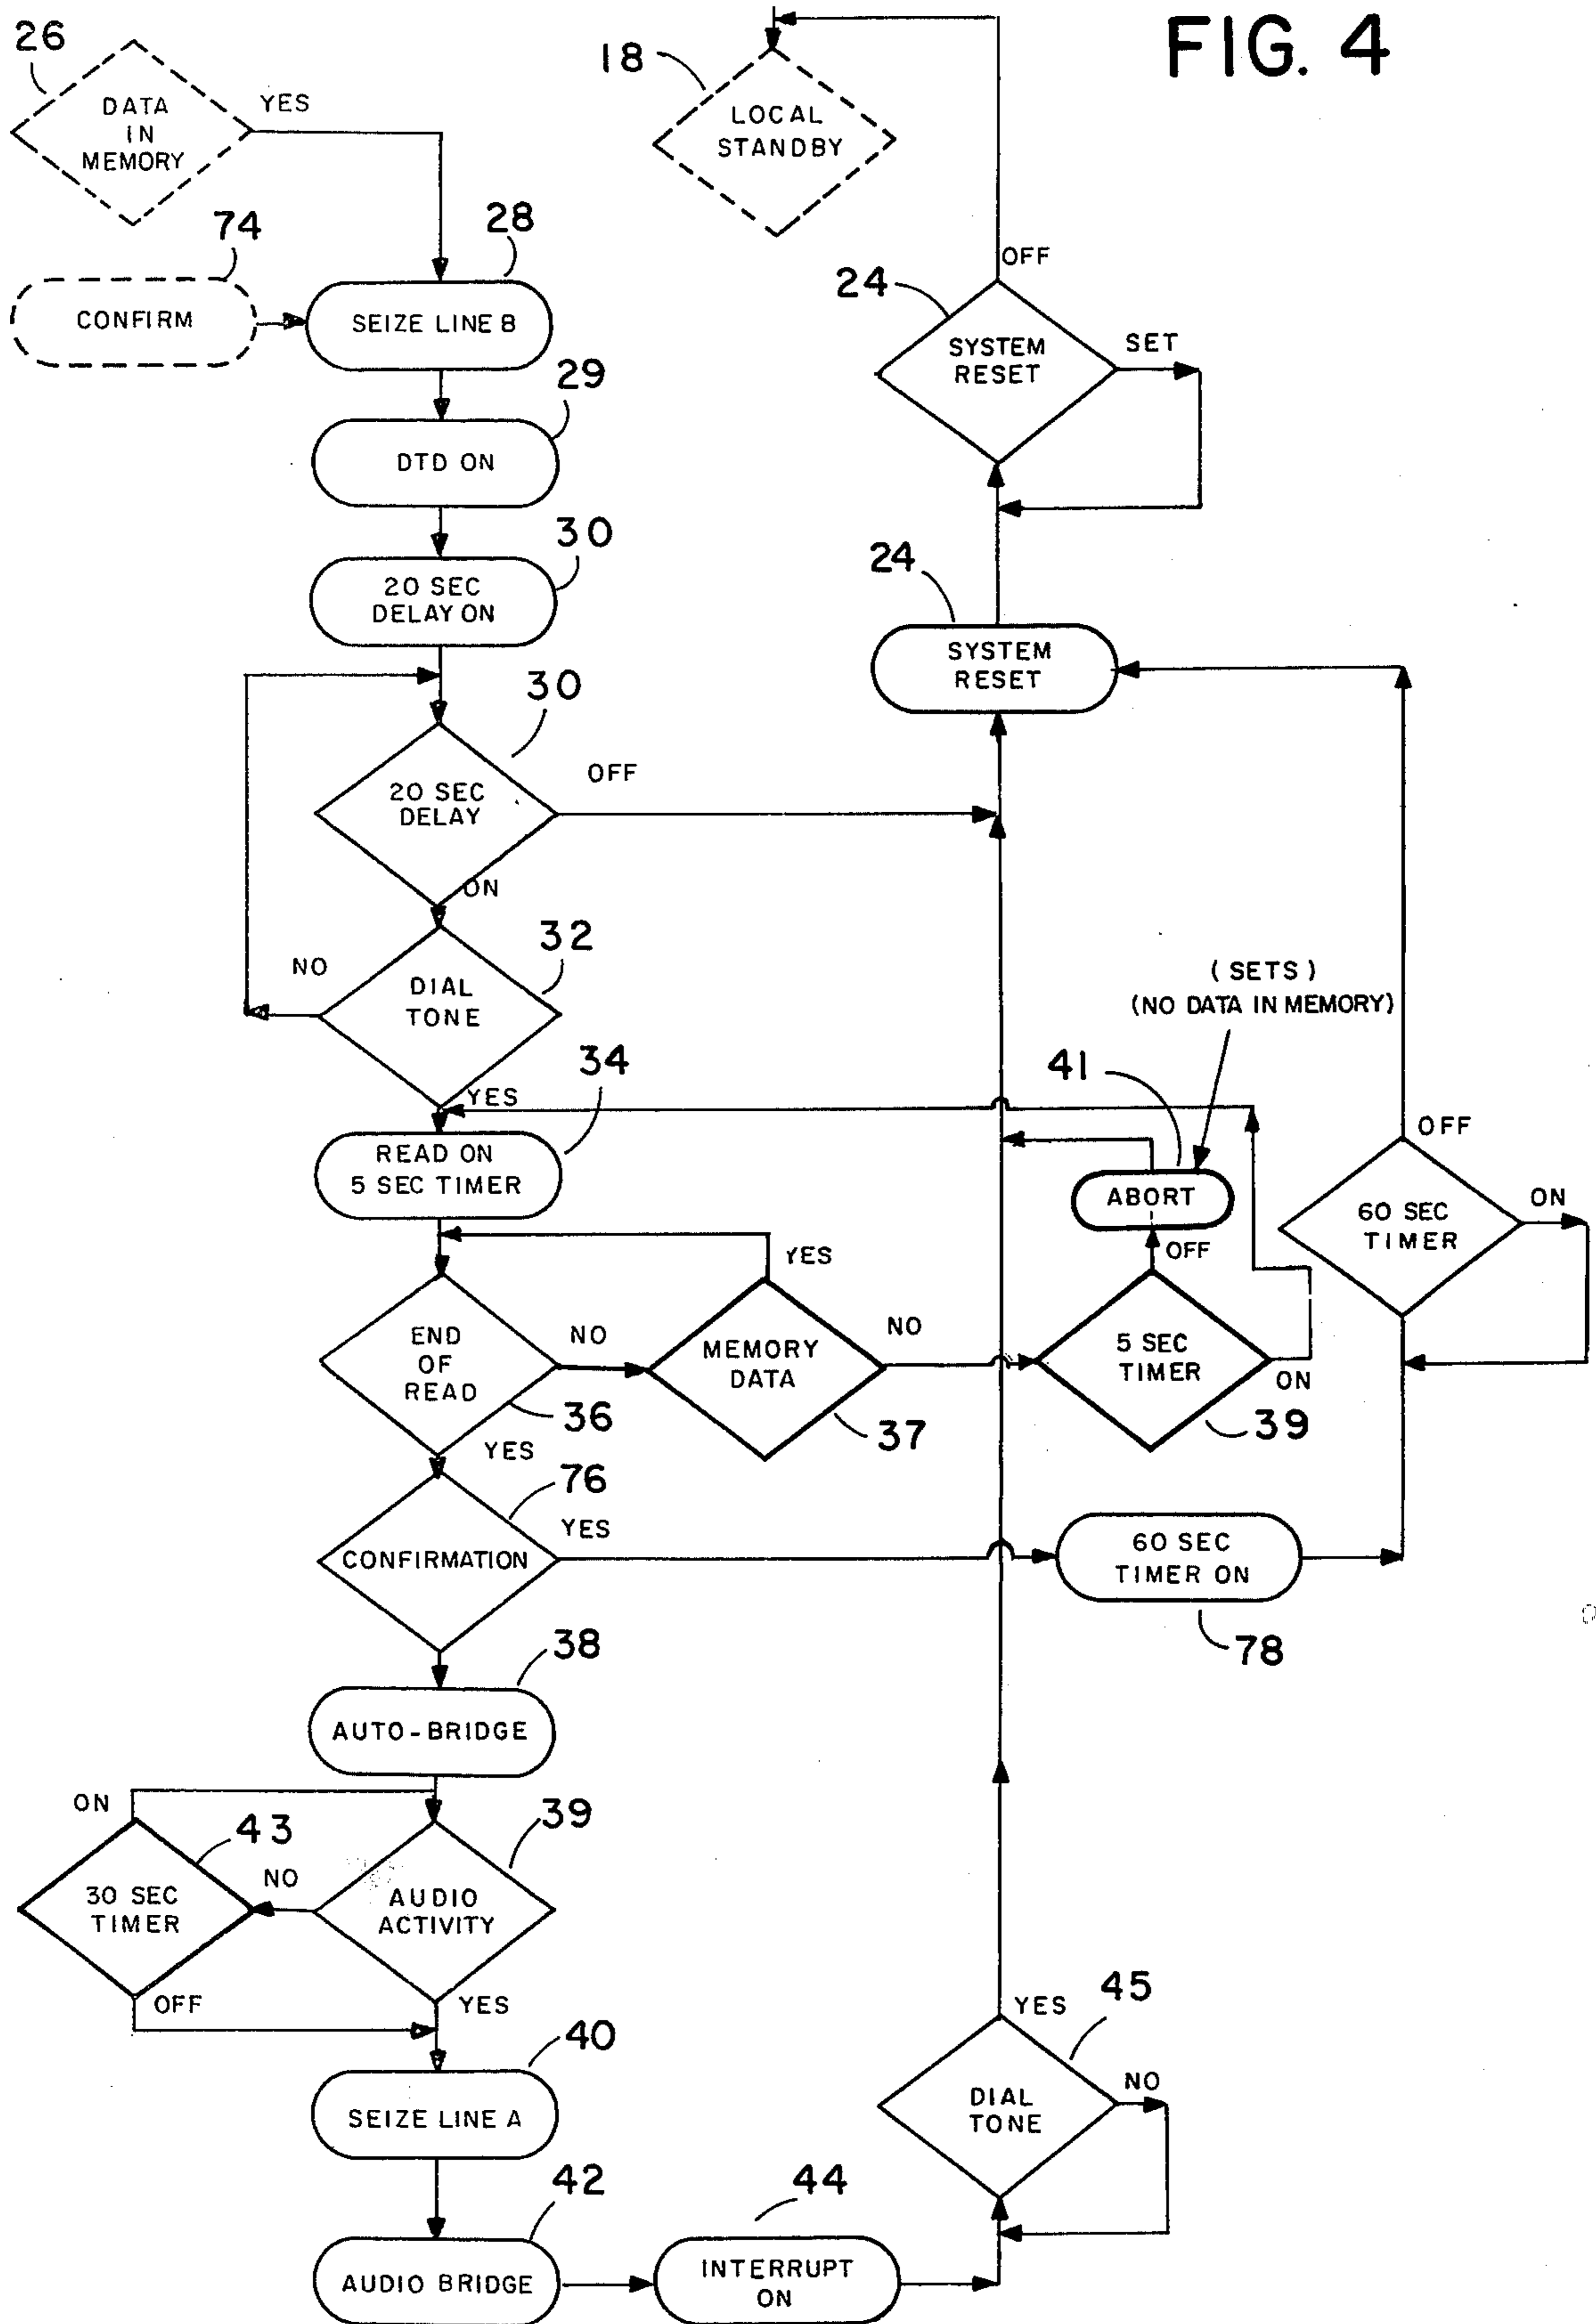 FIG. 4
26
DATA
IN
MEMORY
YES
18
LOCAL
STANDBY
74
CONFIRM
28
SEIZE LINE B
OFF
24
SYSTEM
RESET
SET
29
DTD ON
30
20 SEC
DELAY ON
24
SYSTEM
RESET
30
20 SEC
DELAY
OFF
ON
32
DIAL
TONE
NO
YES
(SETS)
(NO DATA IN MEMORY)
34
READ ON
5 SEC TIMER
41
ABORT
OFF
OFF
60 SEC
TIMER
ON
END
OF
READ
NO
36
YES
YES
MEMORY
DATA
NO
37
5 SEC
TIMER
ON
39
76
CONFIRMATION
YES
60 SEC
TIMER ON
78
38
AUTO-BRIDGE
ON
43
30 SEC
TIMER
NO
OFF
39
AUDIO
ACTIVITY
YES
40
SEIZE LINE A
YES
45
DIAL
TONE
NO
42
AUDIO BRIDGE
44
INTERRUPT
ON